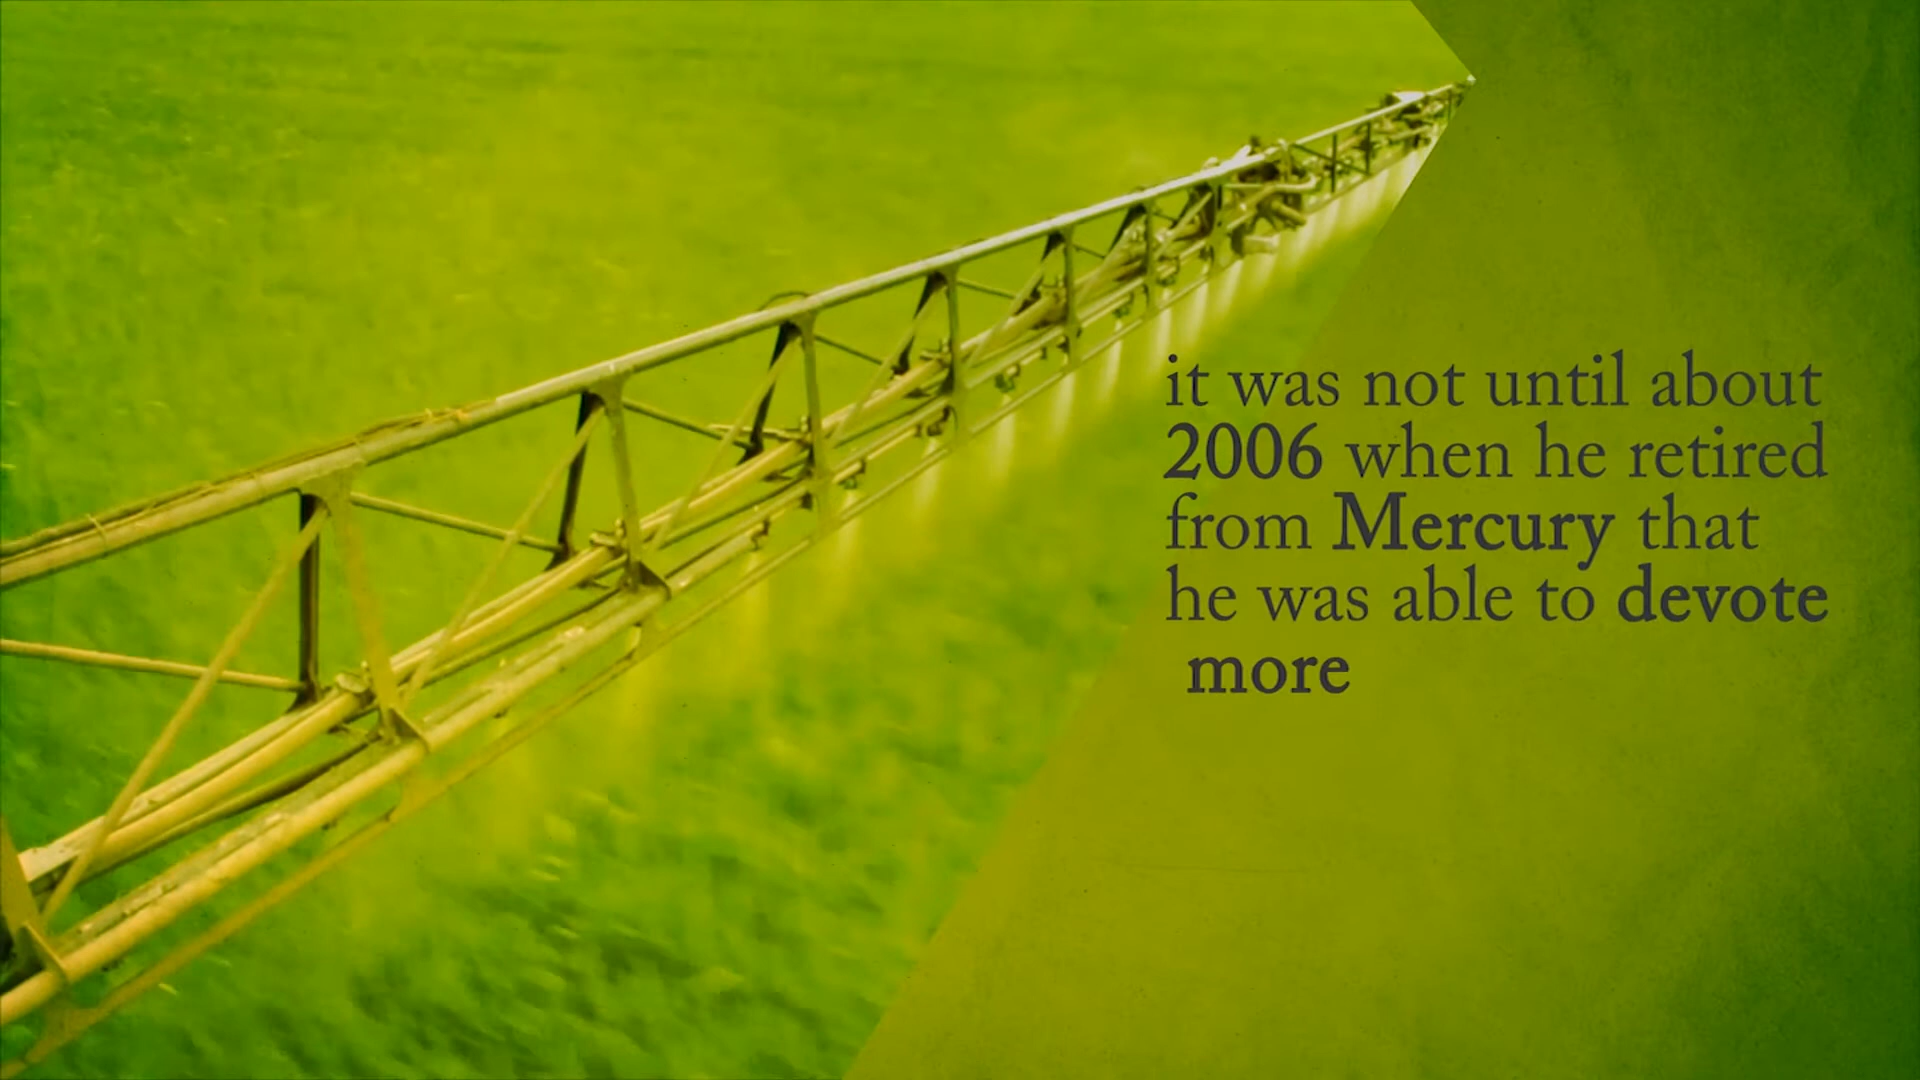 it was not until about
2006 when he retired
from Mercury that
he was able to devote
more